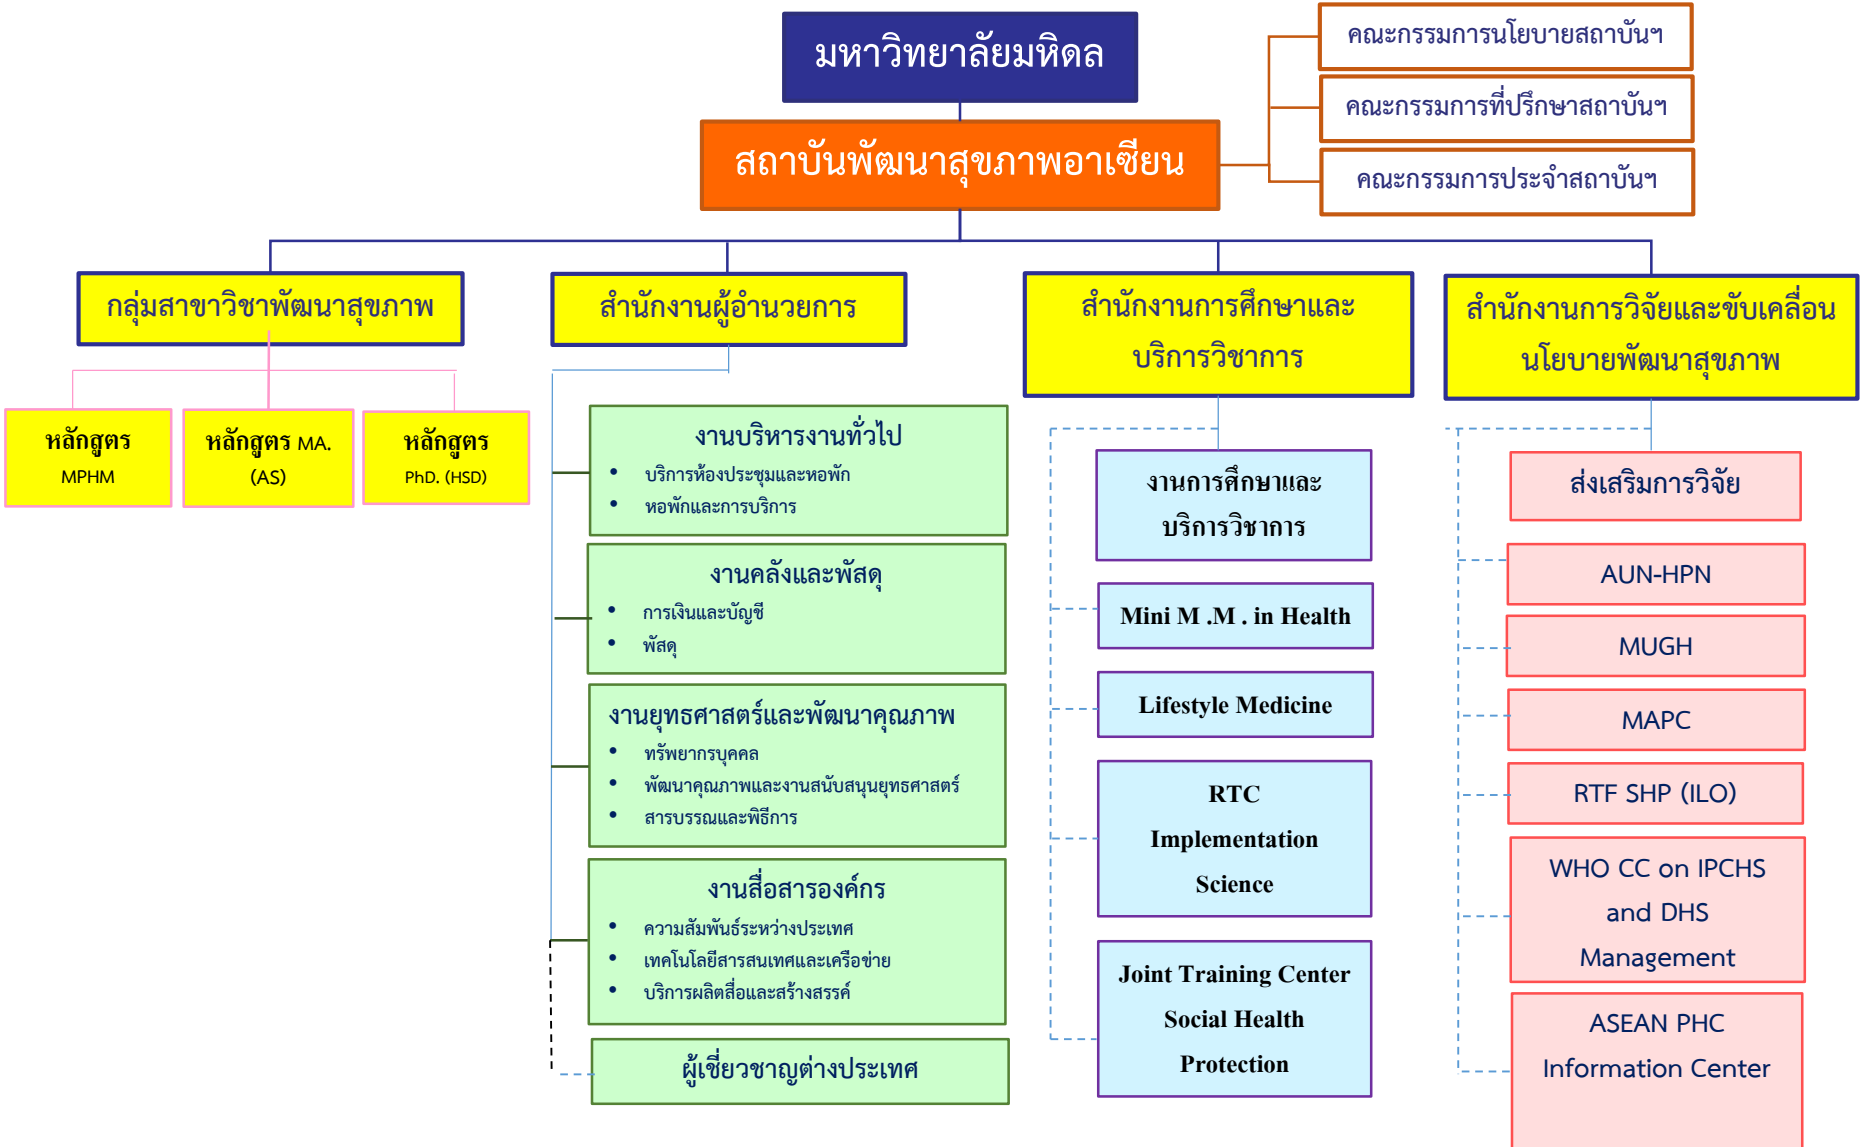 มหาวิทยาลัยมหิดล
สถาบันพัฒนาสุขภาพอาเซียน
คณะกรรมการนโยบายสถาบันฯ
คณะกรรมการที่ปรึกษาสถาบันฯ
คณะกรรมการประจำสถาบันฯ
กลุ่มสาขาวิชาพัฒนาสุขภาพ
หลักสูตร
MPHM
หลักสูตร MA.
(AS)
หลักสูตร
PhD. (HSD)
สำนักงานผู้อำนวยการ
งานบริหารงานทั่วไป
• บริการห้องประชุมและหอพัก
• หอพักและการบริการ
งานคลังและพัสดุ
• การเงินและบัญชี
• พัสดุ
งานยุทธศาสตร์และพัฒนาคุณภาพ
• ทรัพยากรบุคคล
• พัฒนาคุณภาพและงานสนับสนุนยุทธศาสตร์
• สารบรรณและพิธีการ
งานสื่อสารองค์กร
• ความสัมพันธ์ระหว่างประเทศ
• เทคโนโลยีสารสนเทศและเครือข่าย
• บริการผลิตสื่อและสร้างสรรค์
ผู้เชี่ยวชาญต่างประเทศ
สำนักงานการศึกษาและ
บริการวิชาการ
งานการศึกษาและ
บริการวิชาการ
Mini M .M . in Health
Lifestyle Medicine
RTC
Implementation
Science
Joint Training Center
Social Health
Protection
สำนักงานการวิจัยและขับเคลื่อน
นโยบายพัฒนาสุขภาพ
ส่งเสริมการวิจัย
AUN-HPN
MUGH
MAPC
RTF SHP (ILO)
WHO CC on IPCHS
and DHS
Management
ASEAN PHC
Information Center